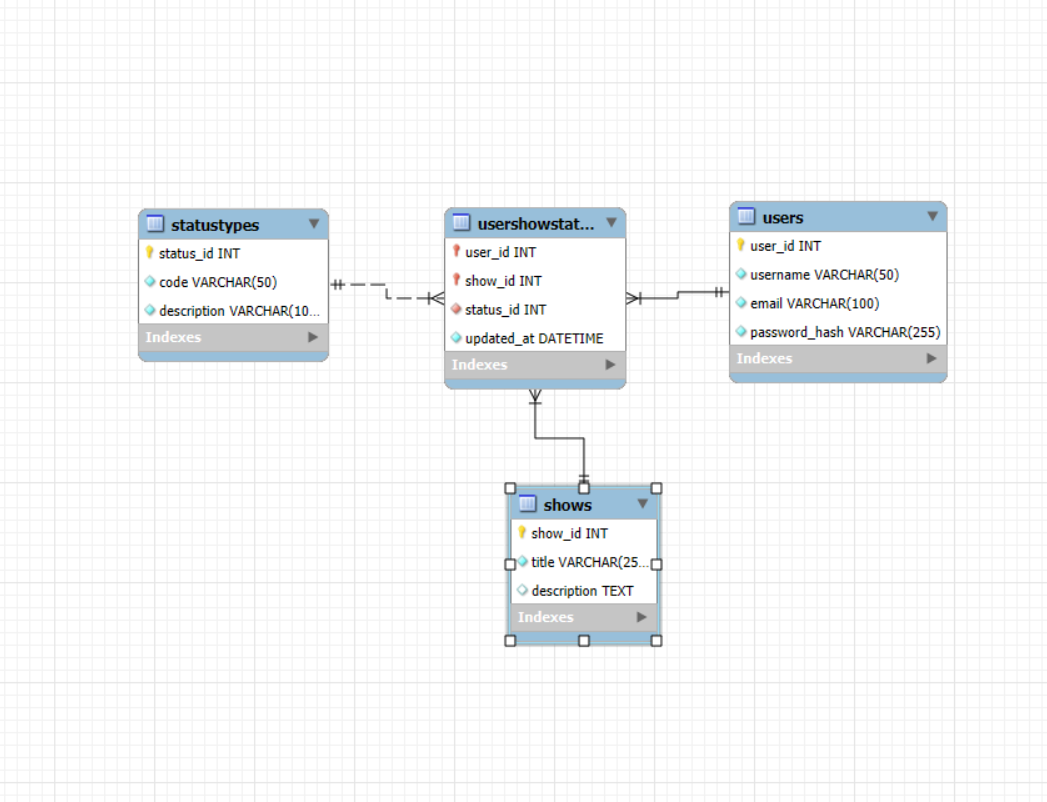 statustypes
status_id INT
code VARCHAR(50)
description VARCHAR(10...
Indexes
usershowstat...
user_id INT
show_id INT
status_id INT
updated_at DATETIME
Indexes
users
user_id INT
username VARCHAR(50)
email VARCHAR(100)
password_hash VARCHAR(255)
Indexes
shows
show_id INT
title VARCHAR(25...
description TEXT
Indexes